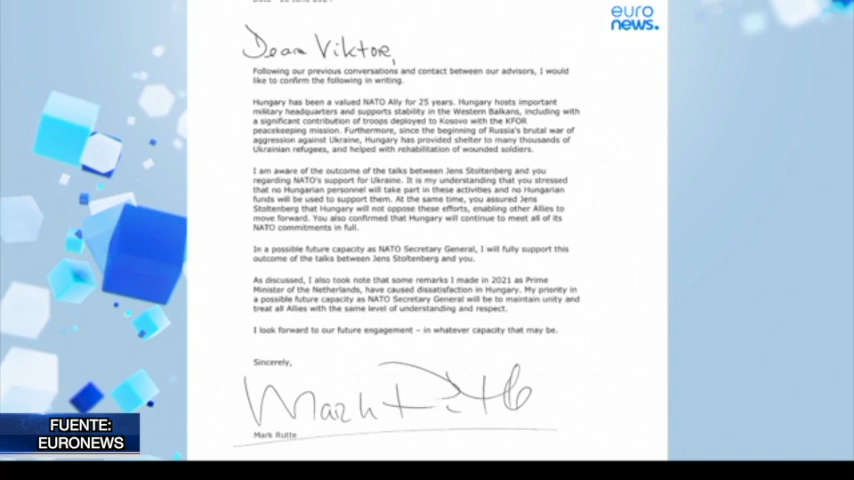 euro
news.
Dear Viktor,
Following our previous conversations and contact between our advisors, I would
like to confirm the following in writing.
Hungary has been a valued NATO Ally for 25 years. Hungary hosts important
military headquarters and supports stability in the Western Balkans, including with
a significant contribution of troops deployed to Kosovo with the KFOR
peacekeeping mission. Furthermore, since the beginning of Russia's brutal war of
aggression against Ukraine, Hungary has provided shelter to many thousands of
Ukrainian refugees, and helped with rehabilitation of wounded soldiers.
I am aware of the outcome of the talks between Jens Stoltenberg and you
regarding NATO's support for Ukraine. It is my understanding that you stressed
that no Hungarian personnel will take part in these activities and no Hungarian
funds will be used to support them. At the same time, you assured Jens
Stoltenberg that Hungary will not oppose these efforts, enabling other Allies to
move forward. You also confirmed that Hungary will continue to meet all of its
NATO commitments in full.
In a possible future capacity as NATO Secretary General, I will fully support this
outcome of the talks between Jens Stoltenberg and you.
As discussed, I also took note that some remarks I made in 2021 as Prime
Minister of the Netherlands, have caused dissatisfaction in Hungary. My priority in
a possible future capacity as NATO Secretary General will be to maintain unity and
treat all Allies with the same level of understanding and respect.
I look forward to our future engagement – in whatever capacity that may be.
Sincerely,
Mark Rutte
Mark Rutte
FUENTE:
EURONEWS